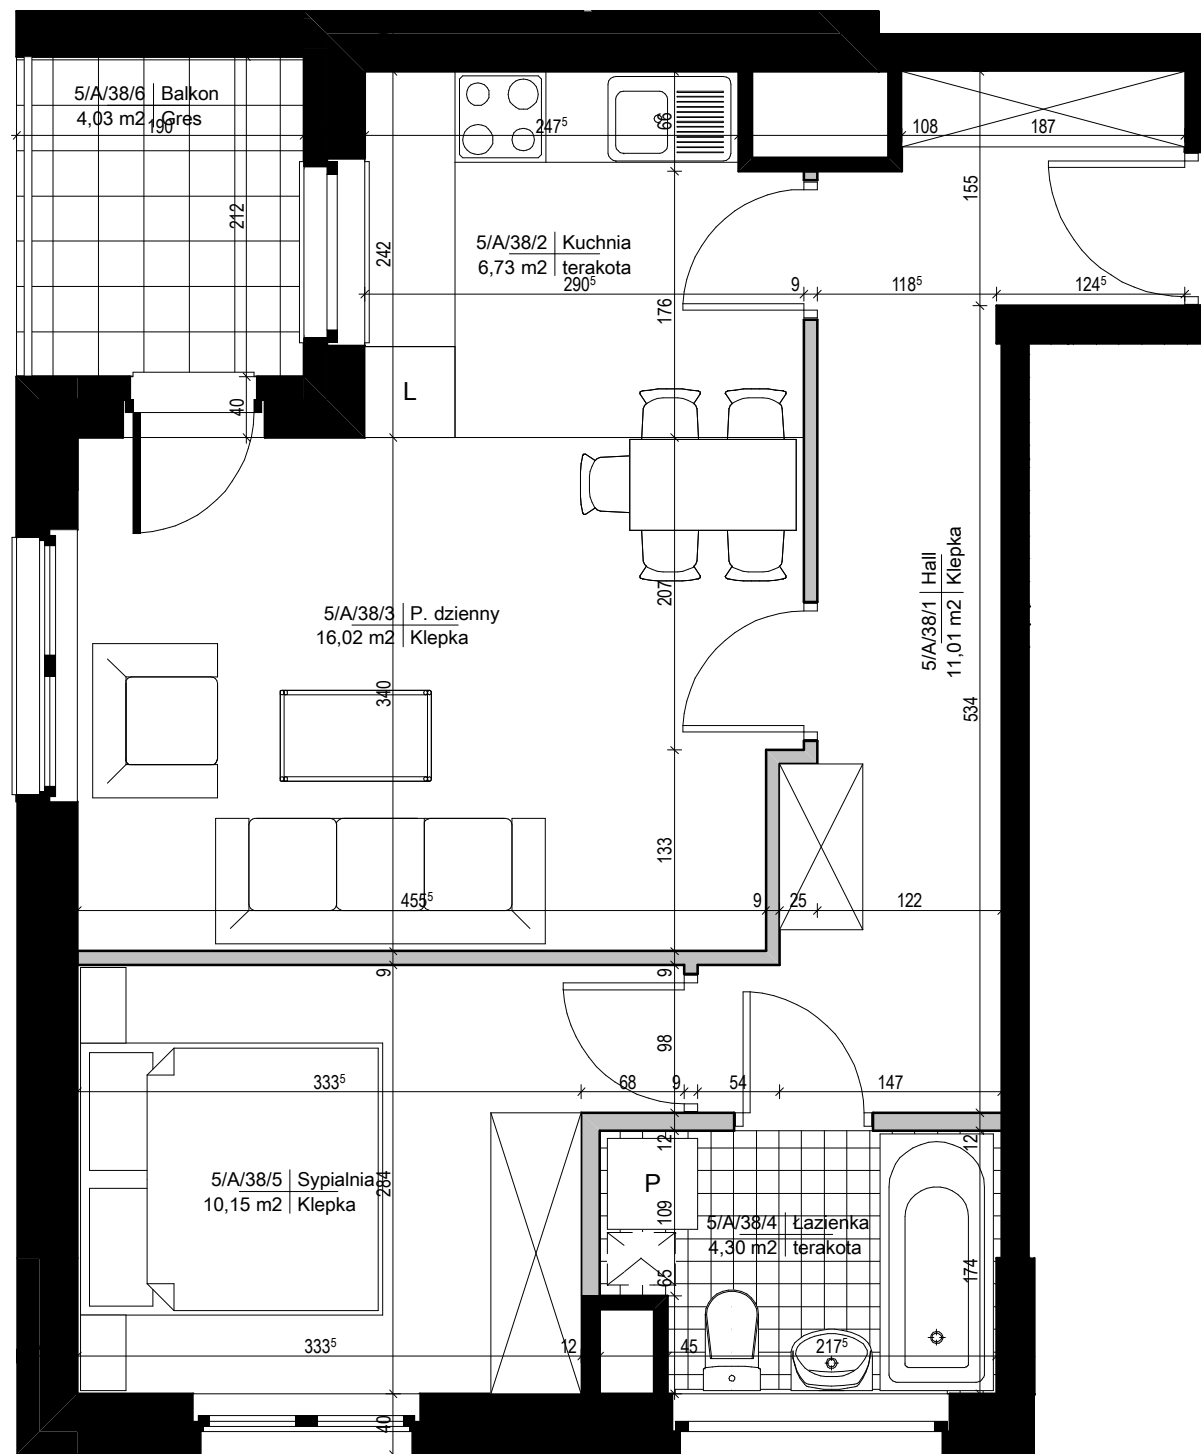 5/A/38/6 Balkon
4,03 m2 Gres
190
247⁵
66
108
187
212
242
155
5/A/38/2 Kuchnia
6,73 m2 terakota
290⁵
9
118⁵
124⁵
176
L
40
207
5/A/38/1 Hall
11,01 m2 Klepka
5/A/38/3 P. dzienny
16,02 m2 Klepka
340
534
133
455⁵
9
25
122
9
9
98
333⁵
68
9
54
147
12
12
P
5/A/38/5 Sypialnia
10,15 m2 Klepka
284
109
5/A/38/4 Łazienka
4,30 m2 terakota
65
174
333⁵
12
45
217⁵
40